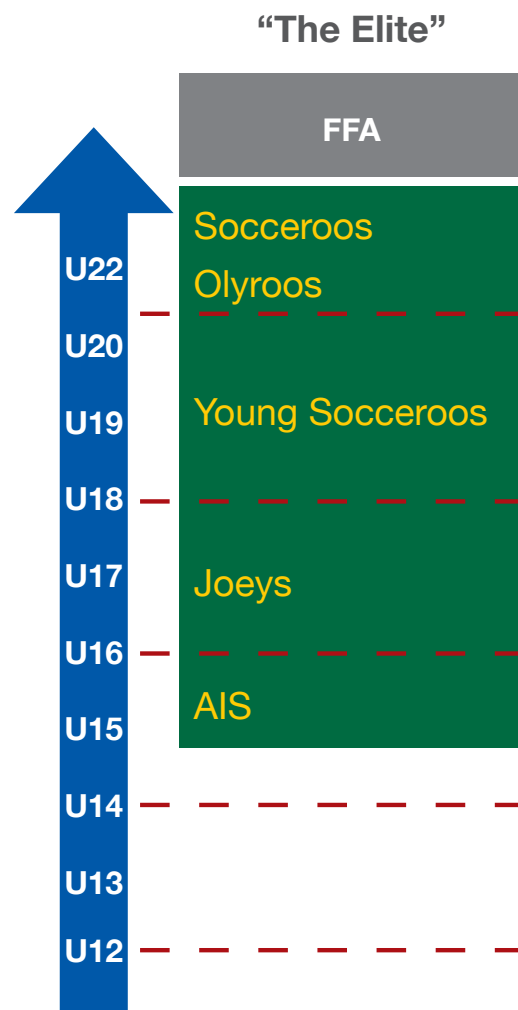 “The Elite”
FFA
Socceroos
U22
Olyroos
U20
U19
Young Socceroos
U18
U17
Joeys
U16
AIS
U15
U14
U13
U12